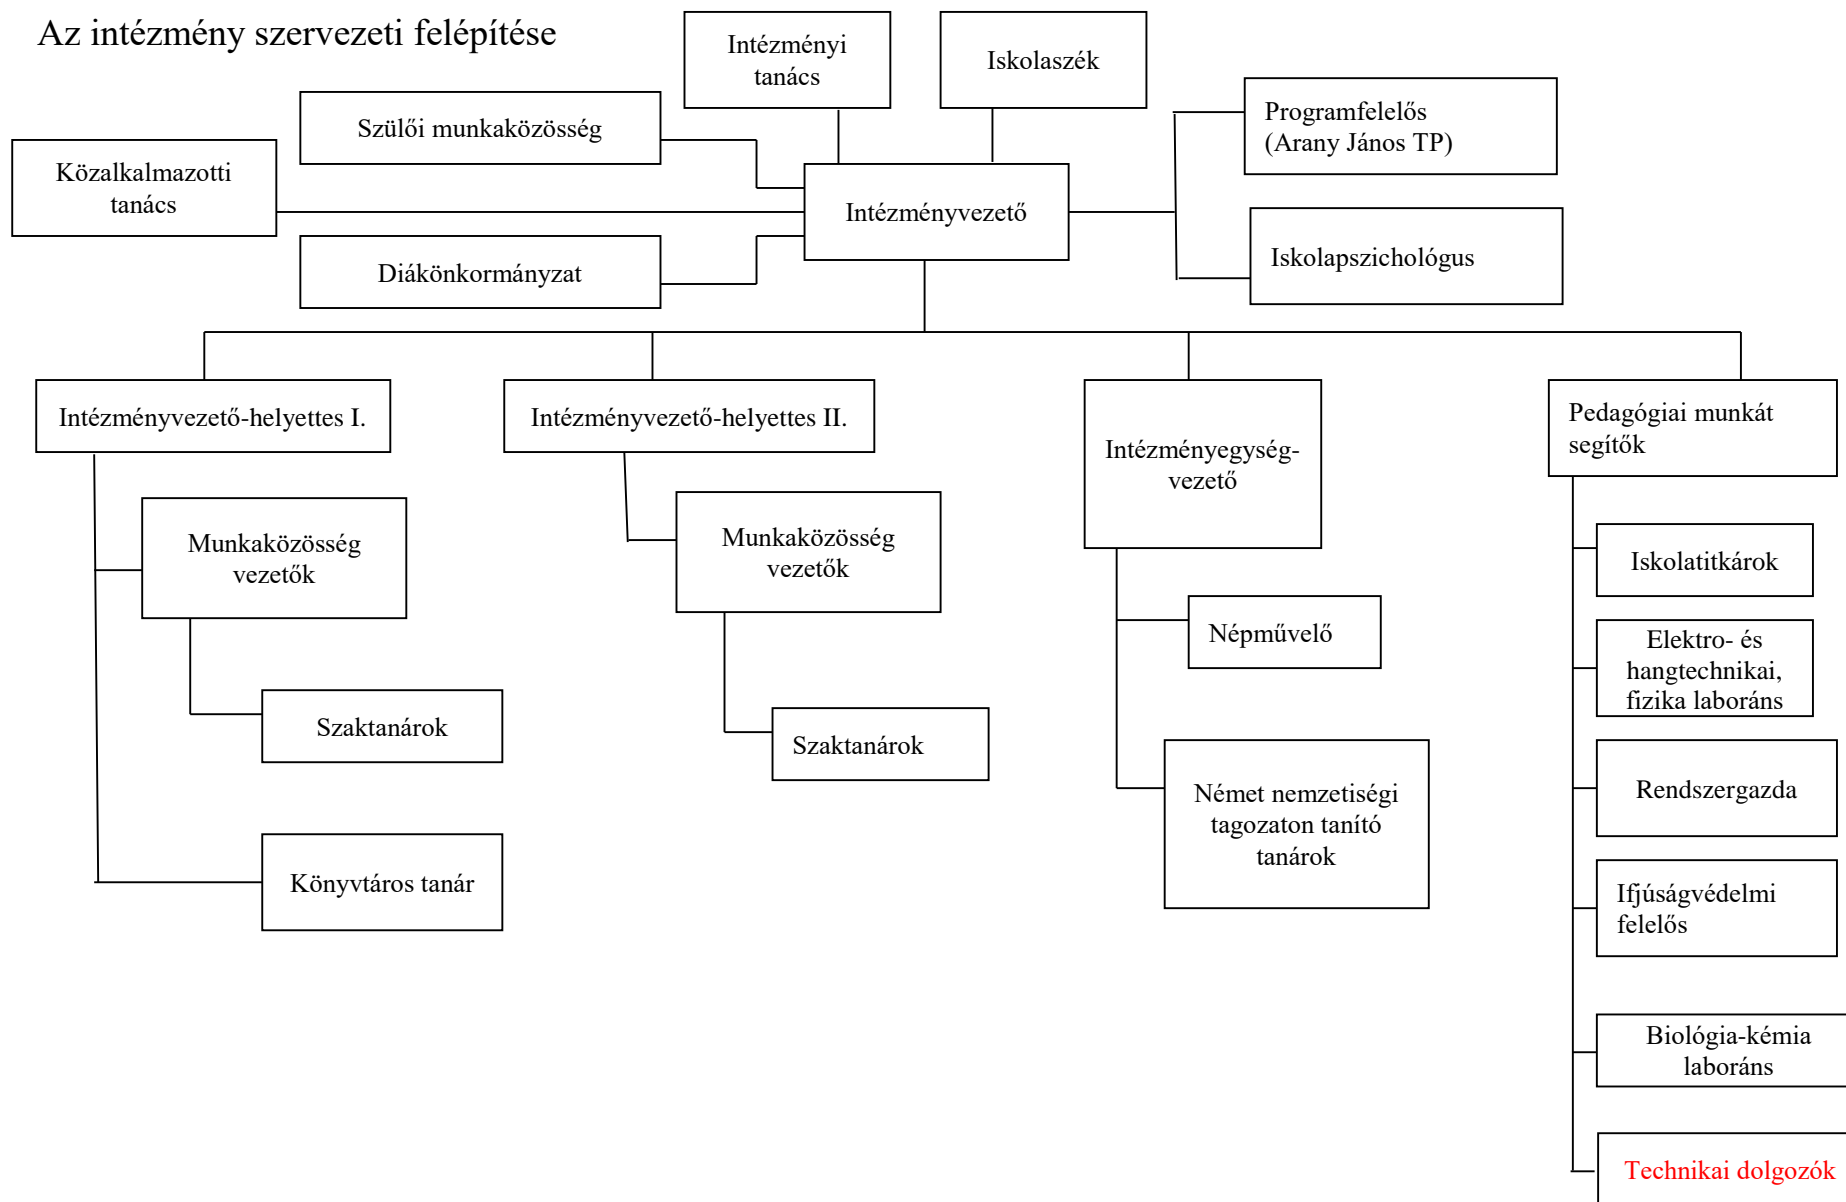 Az intézmény szervezeti felépítése
Intézményi
tanács
Iskolaszék
Szülői munkaközösség
Programfelelős
(Arany János TP)
Közalkalmazotti
tanács
Intézményvezető
Diákönkormányzat
Iskolapszichológus
Intézményvezető-helyettes I.
Intézményvezető-helyettes II.
Intézményegység-
vezető
Pedagógiai munkát
segítők
Munkaközösség
vezetők
Munkaközösség
vezetők
Iskolatitkárok
Népművelő
Elektro- és
hangtechnikai,
fizika laboráns
Szaktanárok
Szaktanárok
Német nemzetiségi
tagozaton tanító
tanárok
Rendszergazda
Könyvtáros tanár
Ifjúságvédelmi
felelős
Biológia-kémia
laboráns
Technikai dolgozók